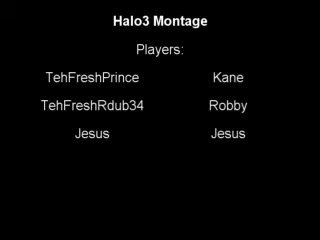 Halo3 Montage
Players:
TehFreshPrince Kane
TehFreshRdub34 Robby
Jesus Jesus